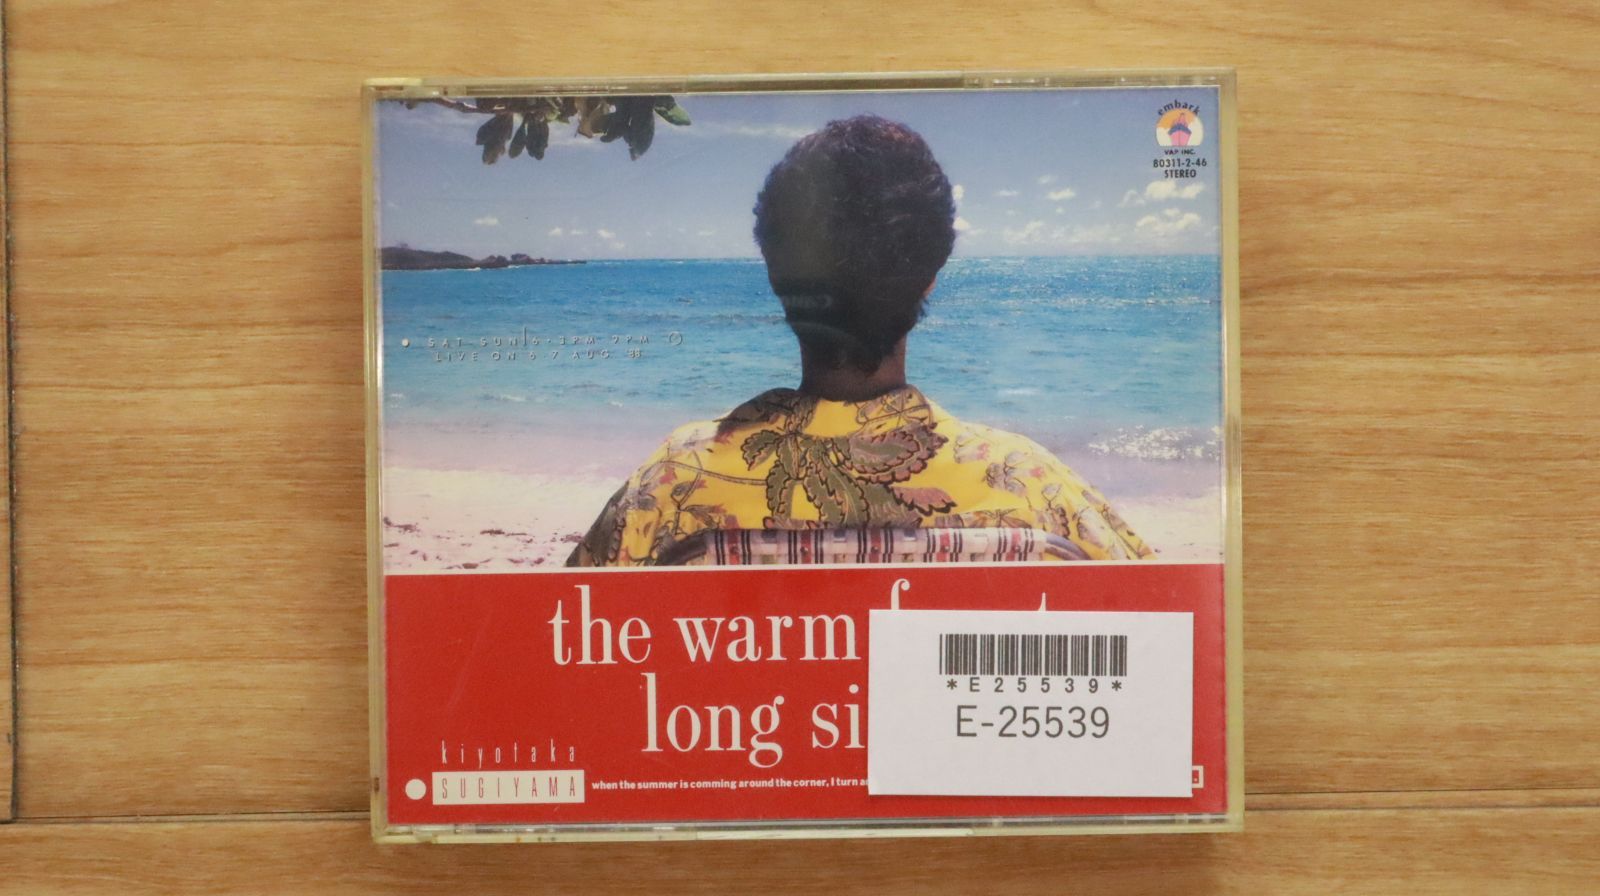 embark
VAP INC.
80311-2-46
STEREO
SAT SUN/6·3PM-9PM
LIVE ON 6·7 AUG. '88
the warm
long
kiyotaka
SUGIYAMA
when the summer is comming around the corner, I turn
*E25539*
E-25539